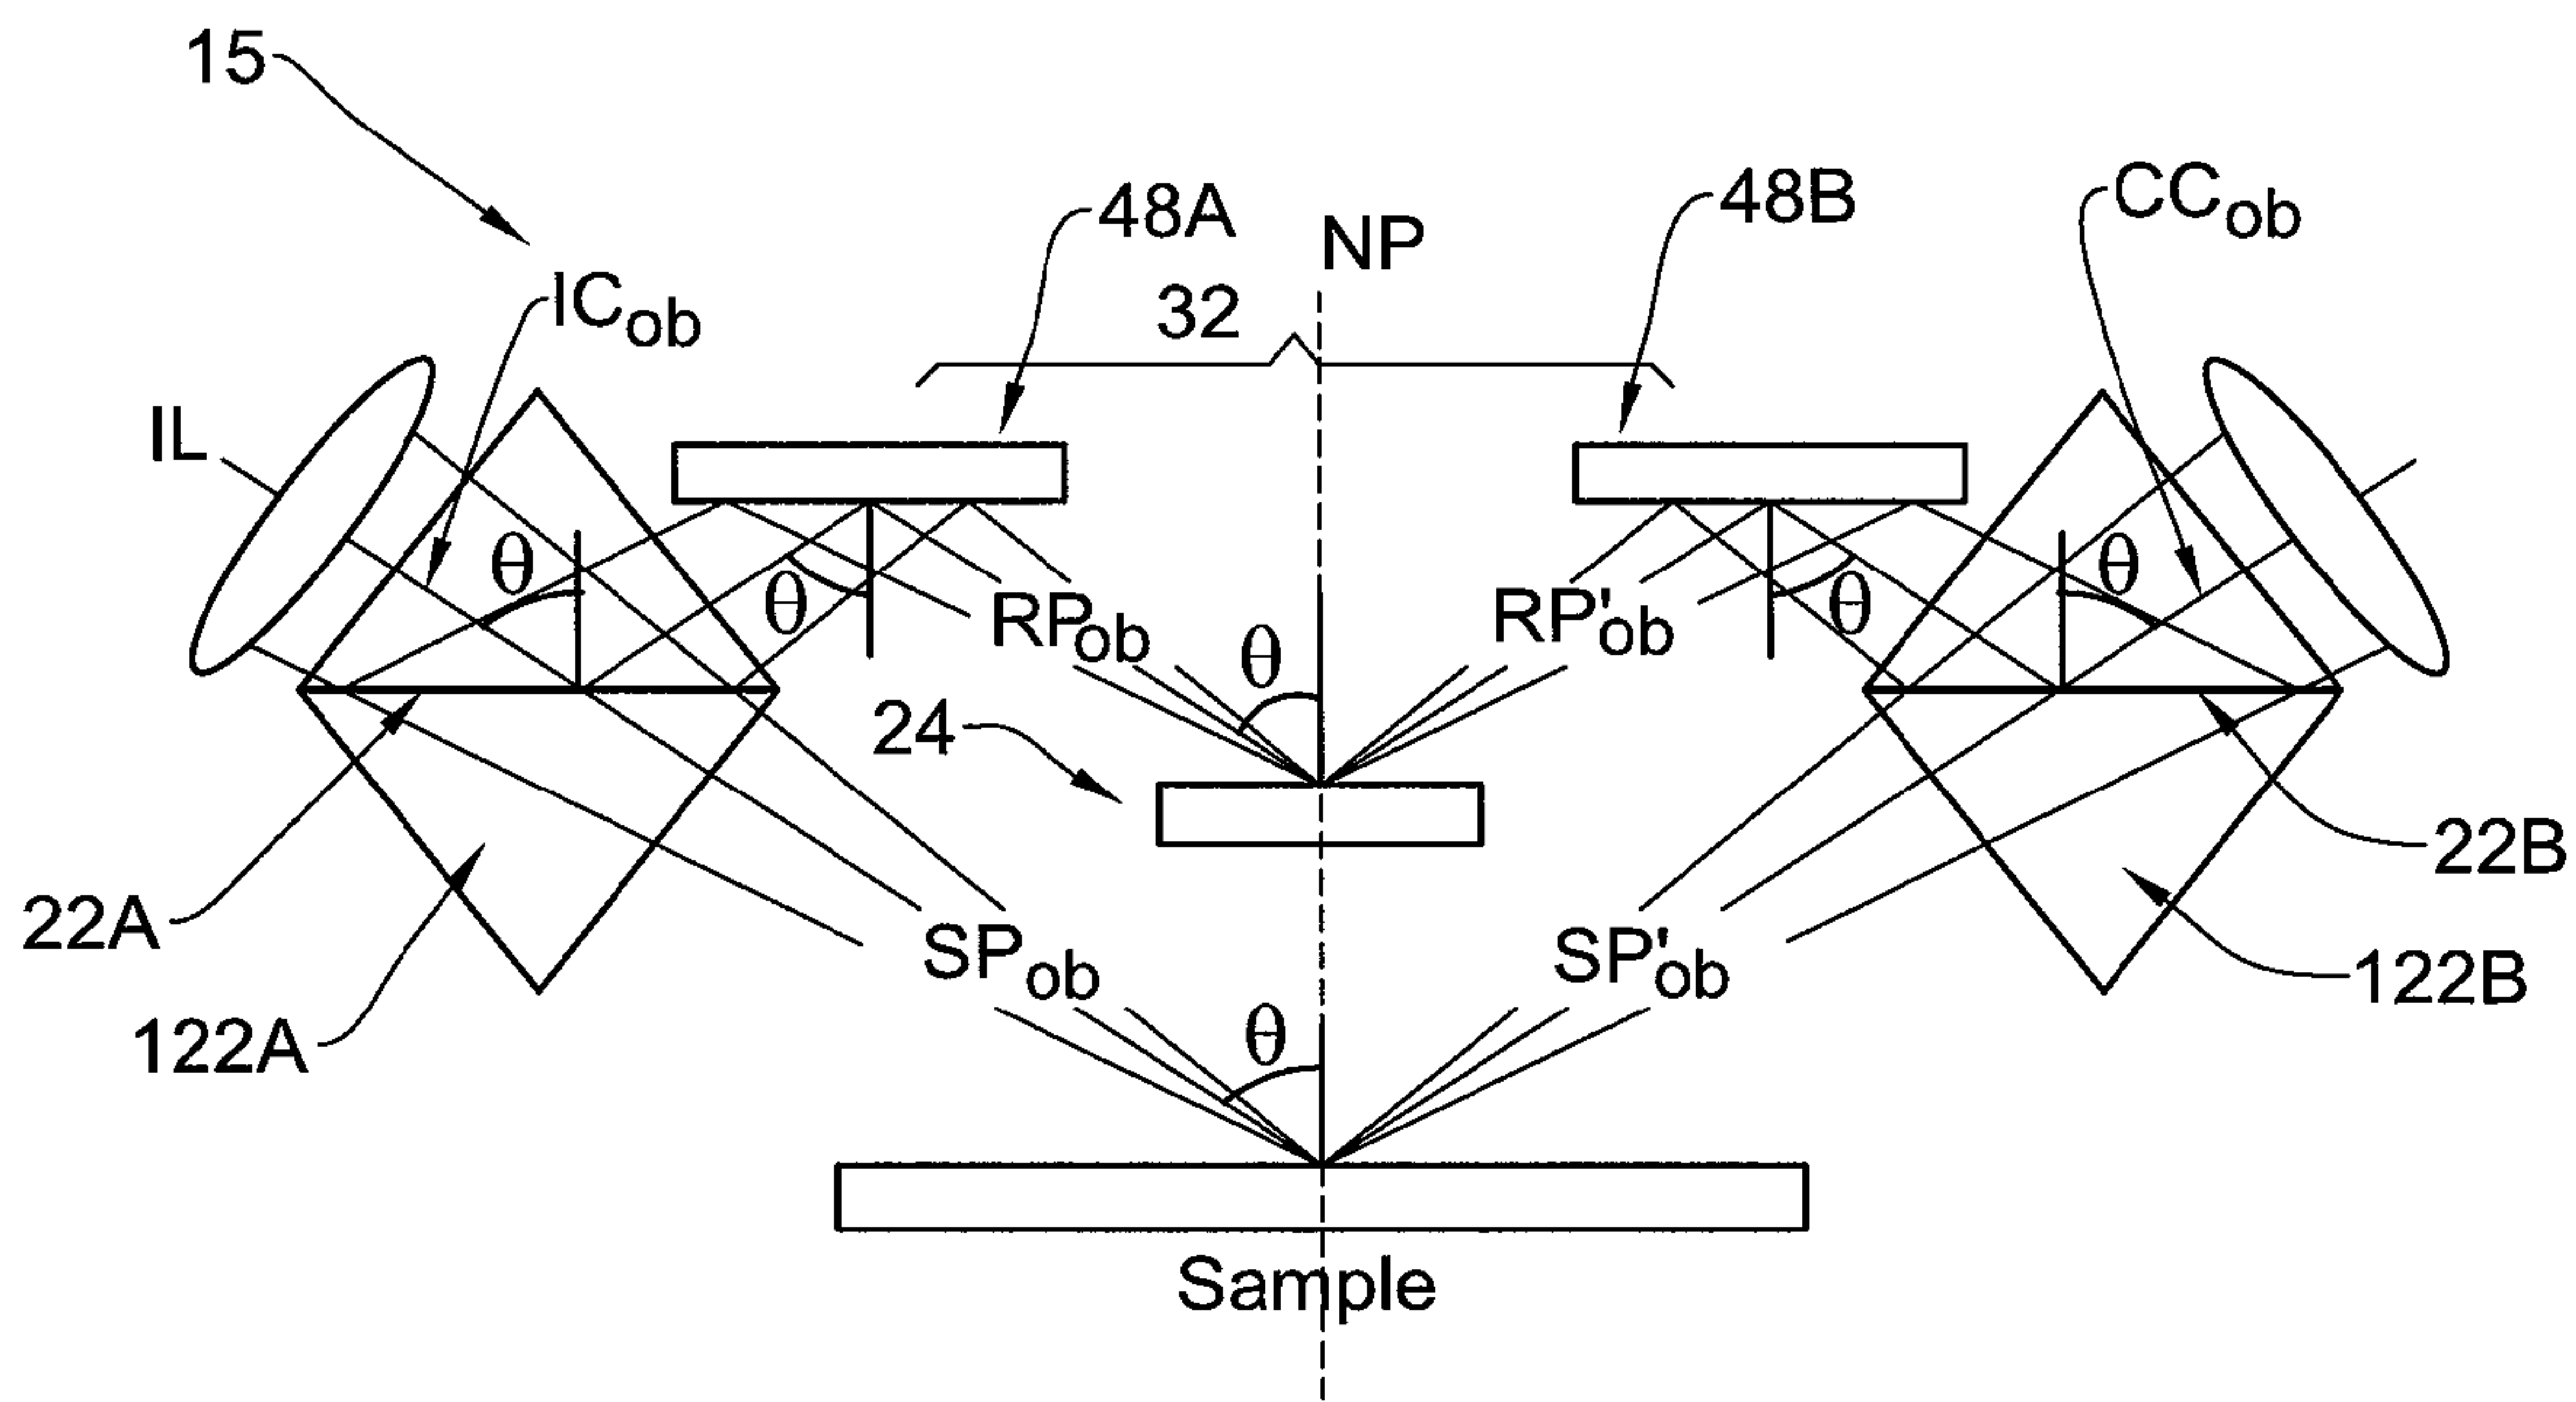 15
48A
48B
CCob
NP
32
ICob
IL
θ
θ
θ
θ
RPob
RP'ob
θ
24
22A
22B
SPob
SP'ob
122A
122B
θ
Sample